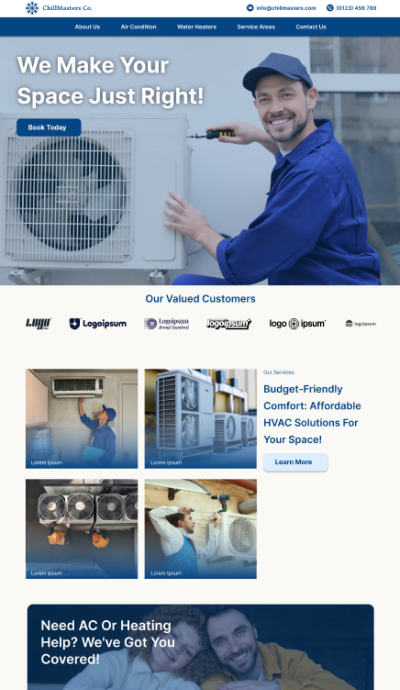 ChillMasters Co.
info@chillmasters.com
(0123) 456 789
About Us
Air Condition
Water Heaters
Service Areas
Contact Us
We Make Your
Space Just Right!
Book Today
Our Valued Customers
Logoipsum
Logoipsum
Brand Standard
logoipsum
logo ipsum
logoipsum
Our Services
Budget-Friendly
Comfort: Affordable
HVAC Solutions For
Your Space!
Learn More
Lorem Ipsum
Lorem Ipsum
Lorem Ipsum
Lorem Ipsum
Need AC Or Heating
Help? We've Got You
Covered!